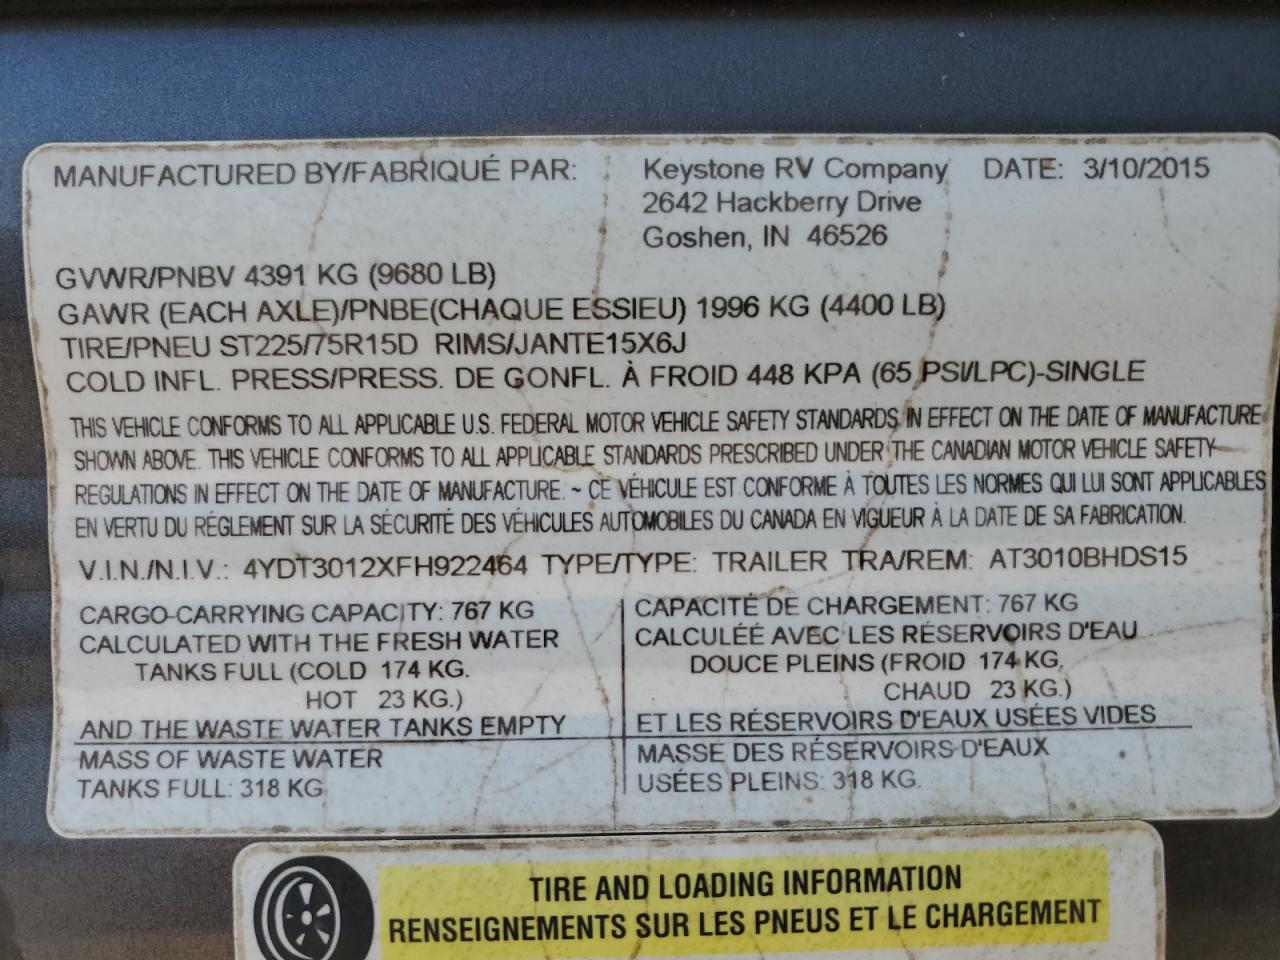 MANUFACTURED BY/FABRIQUÉ PAR: Keystone RV Company DATE: 3/10/2015
2642 Hackberry Drive
Goshen, IN 46526
GVWR/PNBV 4391 KG (9680 LB)
GAWR (EACH AXLE)/PNBE(CHAQUE ESSIEU) 1996 KG (4400 LB)
TIRE/PNEU ST225/75R15D RIMS/JANTE15X6J
COLD INFL. PRESS/PRESS. DE GONFL. À FROID 448 KPA (65 PSI/LPC)-SINGLE
THIS VEHICLE CONFORMS TO ALL APPLICABLE U.S. FEDERAL MOTOR VEHICLE SAFETY STANDARDS IN EFFECT ON THE DATE OF MANUFACTURE
SHOWN ABOVE. THIS VEHICLE CONFORMS TO ALL APPLICABLE STANDARDS PRESCRIBED UNDER THE CANADIAN MOTOR VEHICLE SAFETY
REGULATIONS IN EFFECT ON THE DATE OF MANUFACTURE. ~ CE VÉHICULE EST CONFORME À TOUTES LES NORMES QUI LUI SONT APPLICABLES
EN VERTU DU RÉGLEMENT SUR LA SÉCURITÉ DES VÉHICULES AUTOMOBILES DU CANADA EN VIGUEUR À LA DATE DE SA FABRICATION.
V.I.N./N.I.V.: 4YDT3012XFH922464 TYPE/TYPE: TRAILER TRA/REM: AT3010BHDS15
CARGO-CARRYING CAPACITY: 767 KG
CALCULATED WITH THE FRESH WATER
TANKS FULL (COLD 174 KG.
HOT 23 KG.)
AND THE WASTE WATER TANKS EMPTY
MASS OF WASTE WATER
TANKS FULL: 318 KG
CAPACITÉ DE CHARGEMENT: 767 KG
CALCULÉÉ AVEC LES RÉSERVOIRS D'EAU
DOUCE PLEINS (FROID 174 KG,
CHAUD 23 KG.)
ET LES RÉSERVOIRS D'EAUX USÉES VIDES
MASSE DES RÉSERVOIRS D'EAUX
USÉES PLEINS: 318 KG.
TIRE AND LOADING INFORMATION
RENSEIGNEMENTS SUR LES PNEUS ET LE CHARGEMENT